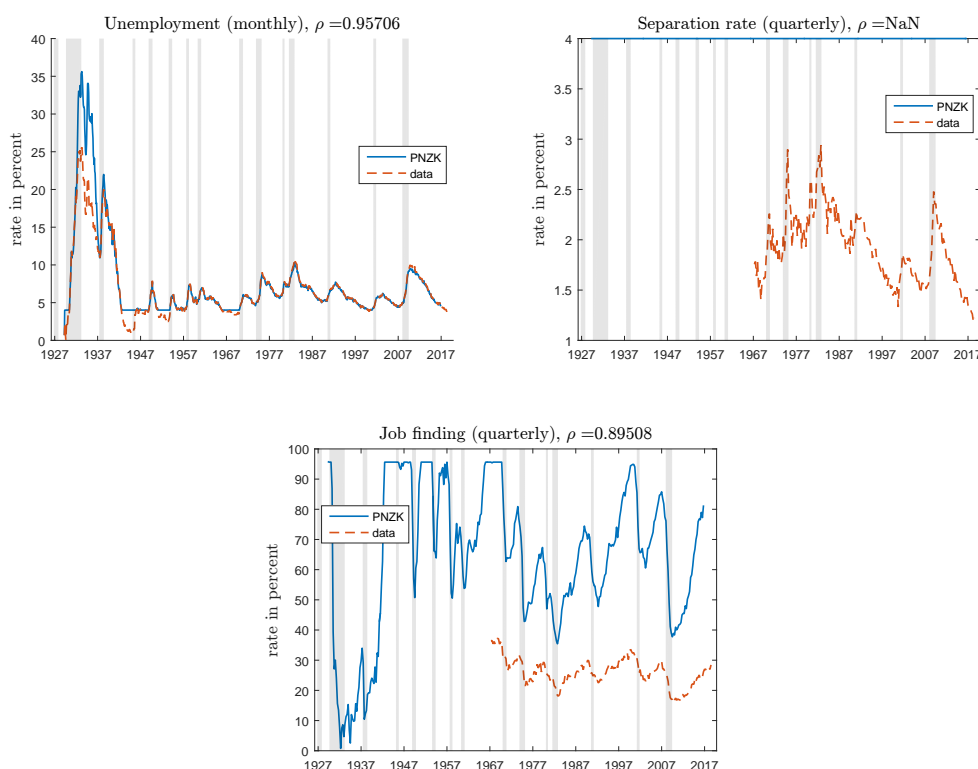 Unemployment (monthly), ρ =0.95706
40
35
30
25
20
15
10
5
0
rate in percent
PNZK
data
1927 1937 1947 1957 1967 1977 1987 1997 2007 2017
Separation rate (quarterly), ρ =NaN
4
3.5
3
2.5
2
1.5
1
rate in percent
PNZK
data
1927 1937 1947 1957 1967 1977 1987 1997 2007 2017
Job finding (quarterly), ρ =0.89508
100
90
80
70
60
50
40
30
20
10
0
rate in percent
PNZK
data
1927 1937 1947 1957 1967 1977 1987 1997 2007 2017